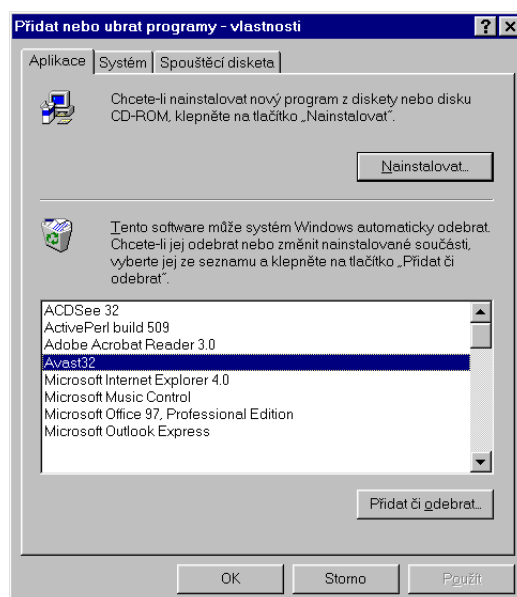 Přidat nebo ubrat programy - vlastnosti
Aplikace Systém Spouštěcí disketa
Chcete-li nainstalovat nový program z diskety nebo disku
CD-ROM, klepněte na tlačítko „Nainstalovat“.
Nainstalovat...
Tento software může systém Windows automaticky odebrat.
Chcete-li jej odebrat nebo změnit nainstalované součásti,
vyberte jej ze seznamu a klepněte na tlačítko „Přidat či
odebrat“.
ACDSee 32
ActivePerl build 509
Adobe Acrobat Reader 3.0
Avast32
Microsoft Internet Explorer 4.0
Microsoft Music Control
Microsoft Office 97, Professional Edition
Microsoft Outlook Express
Přidat či odebrat...
OK Storno Použít